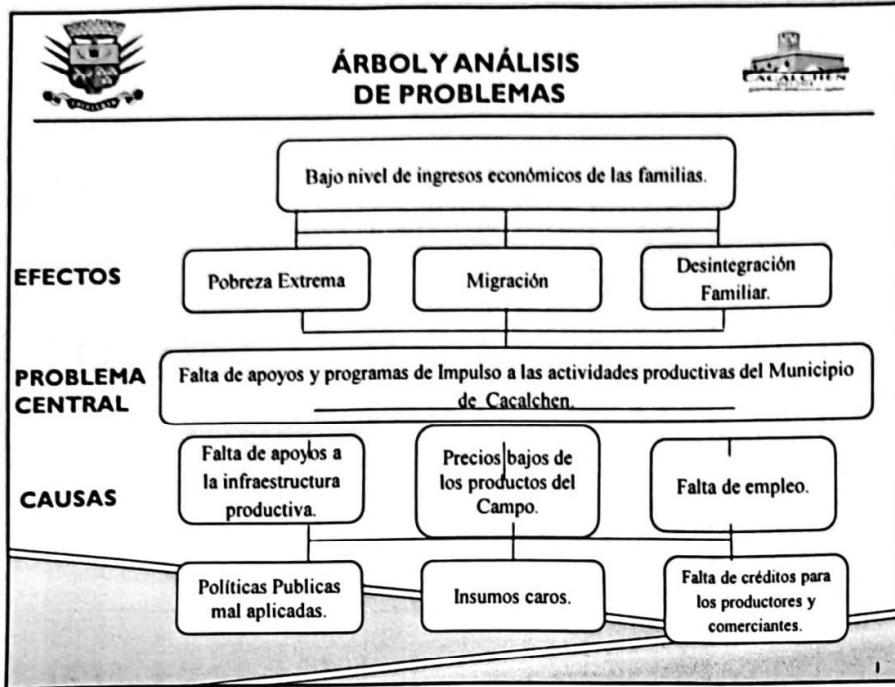 ÁRBOL Y ANÁLISIS
DE PROBLEMAS
CACALCHEN
Bajo nivel de ingresos económicos de las familias.
EFECTOS
Pobreza Extrema
Migración
Desintegración
Familiar.
PROBLEMA
CENTRAL
Falta de apoyos y programas de Impulso a las actividades productivas del Municipio
de Cacalchen.
CAUSAS
Falta de apoyos a
la infraestructura
productiva.
Precios bajos de
los productos del
Campo.
Falta de empleo.
Políticas Publicas
mal aplicadas.
Insumos caros.
Falta de créditos para
los productores y
comerciantes.
1